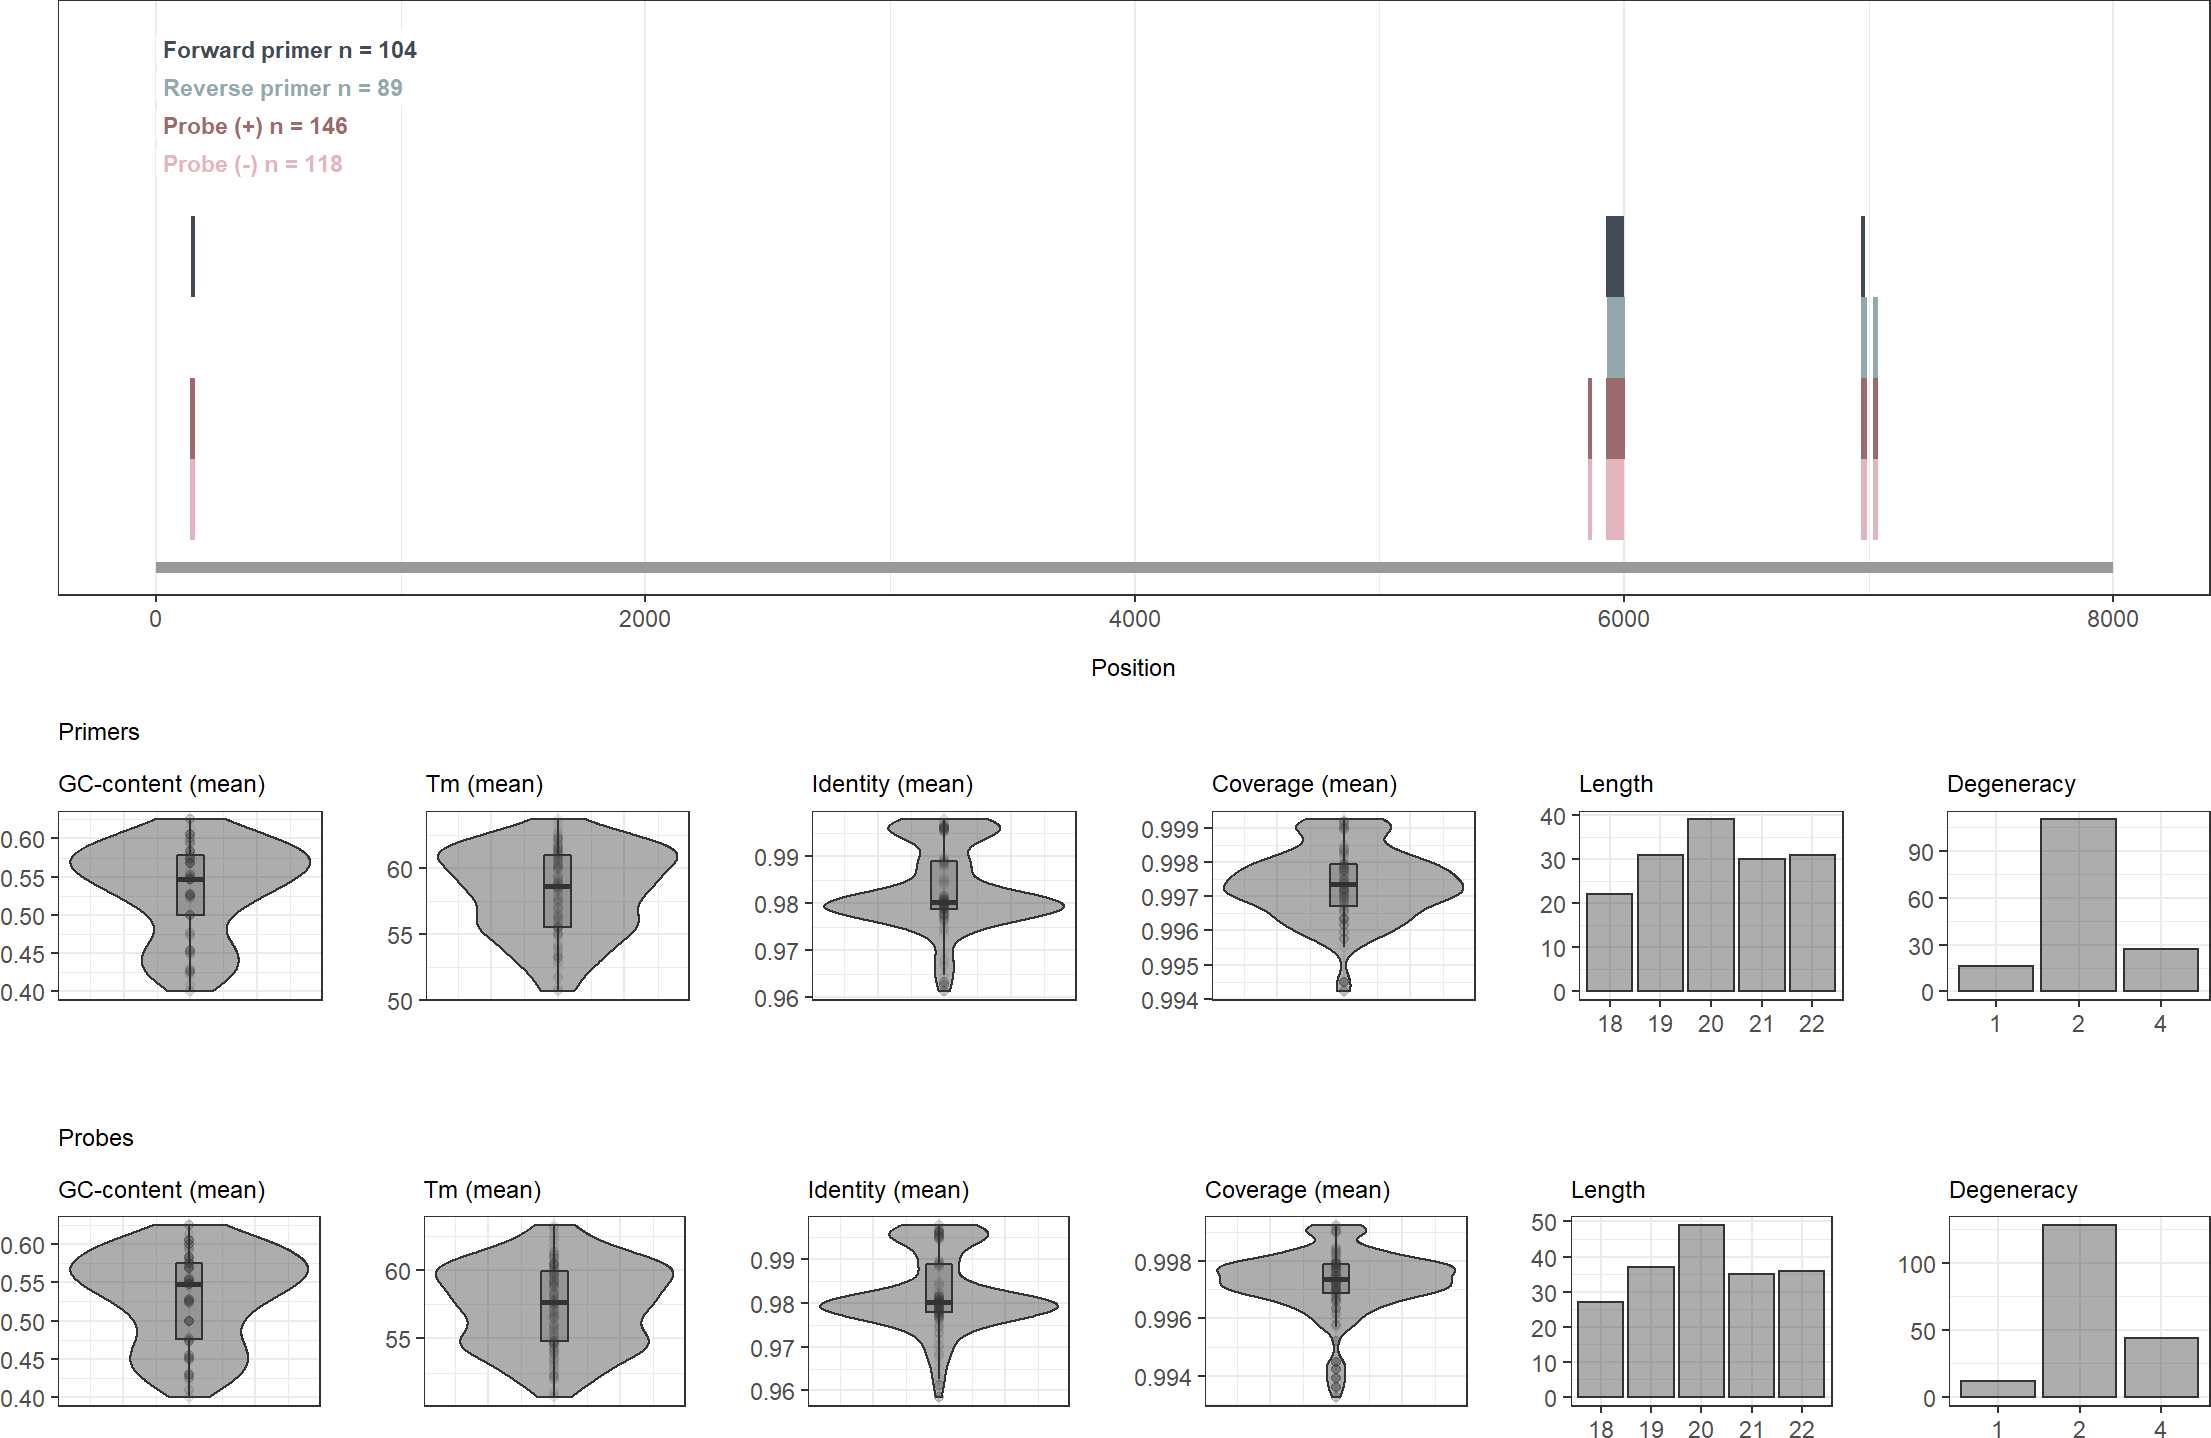 Forward primer n = 104
Reverse primer n = 89
Probe (+) n = 146
Probe (-) n = 118
0 2000 4000 6000 8000
Position
Primers
GC-content (mean) Tm (mean) Identity (mean) Coverage (mean) Length Degeneracy
0.60 0.55 0.50 0.45 0.40
60 55 50
0.99 0.98 0.97 0.96
0.999 0.998 0.997 0.996 0.995 0.994
40 30 20 10 0
18 19 20 21 22
90 60 30 0
1 2 4
Probes
GC-content (mean) Tm (mean) Identity (mean) Coverage (mean) Length Degeneracy
0.60 0.55 0.50 0.45 0.40
60 55
0.99 0.98 0.97 0.96
0.998 0.996 0.994
50 40 30 20 10 0
18 19 20 21 22
100 50 0
1 2 4